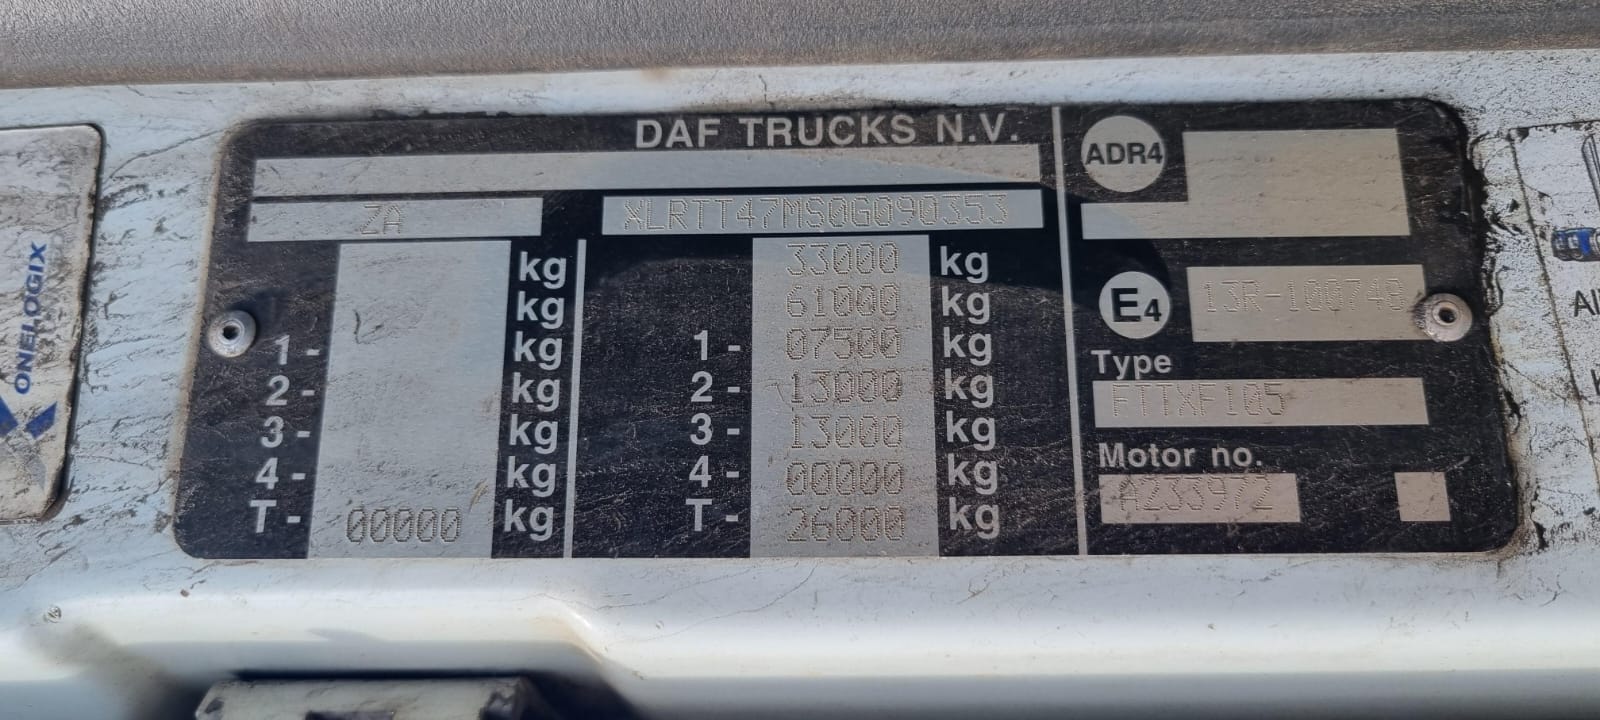 ONELOGIX
DAF TRUCKS N.V.
ZA XLRTT47MS0G090353
kg 33000 kg
kg 61000 kg
1- kg 1- 07500 kg
2- kg 2- 13000 kg
3- kg 3- 13000 kg
4- kg 4- 00000 kg
T- 00000 kg T- 26000 kg
ADR4
E4 13R-100748
Type
FTTXF105
Motor no.
A233972